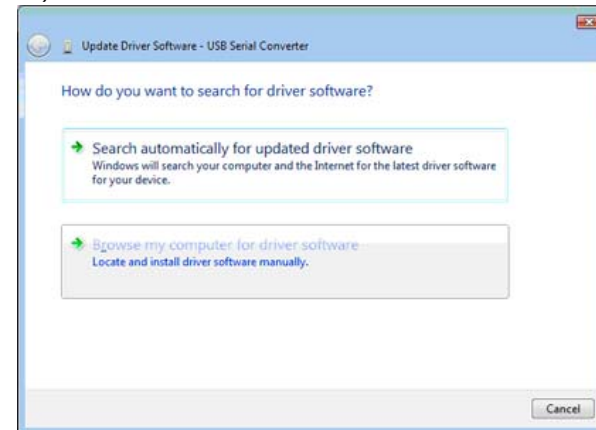 Update Driver Software - USB Serial Converter
How do you want to search for driver software?
Search automatically for updated driver software
Windows will search your computer and the Internet for the latest driver software
for your device.
Browse my computer for driver software
Locate and install driver software manually.
Cancel